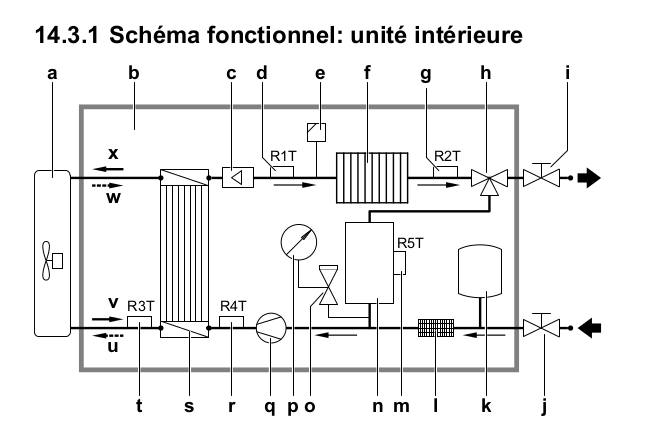 14.3.1 Schéma fonctionnel: unité intérieure
a b c d e f g h i
x R1T R2T
w
R5T
v R3T R4T
u
t s r q p o n m l k j